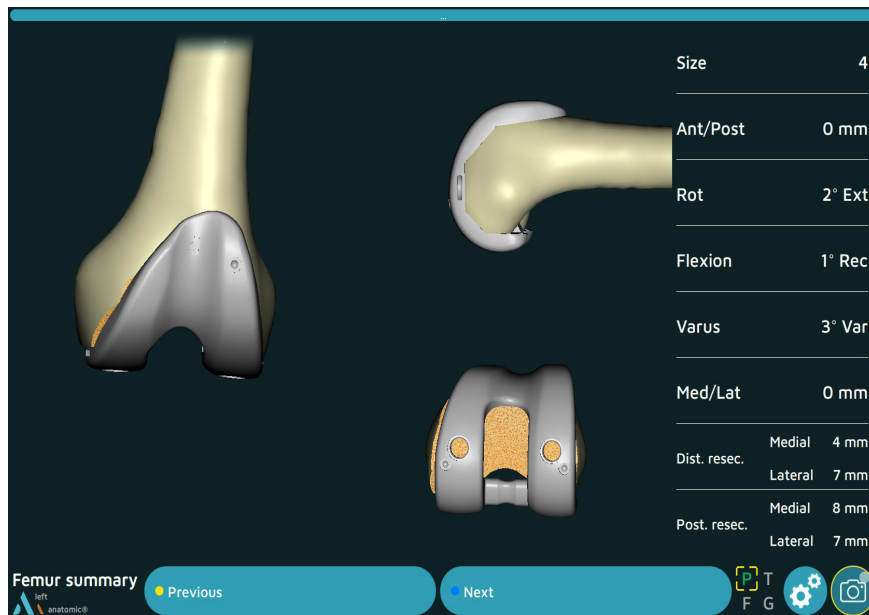 ...
Size 4
Ant/Post 0 mm
Rot 2° Ext
Flexion 1° Rec
Varus 3° Var
Med/Lat 0 mm
Dist. resec. Medial 4 mm
Lateral 7 mm
Post. resec. Medial 8 mm
Lateral 7 mm
Femur summary
left
anatomic®
Previous
Next
P T
F G